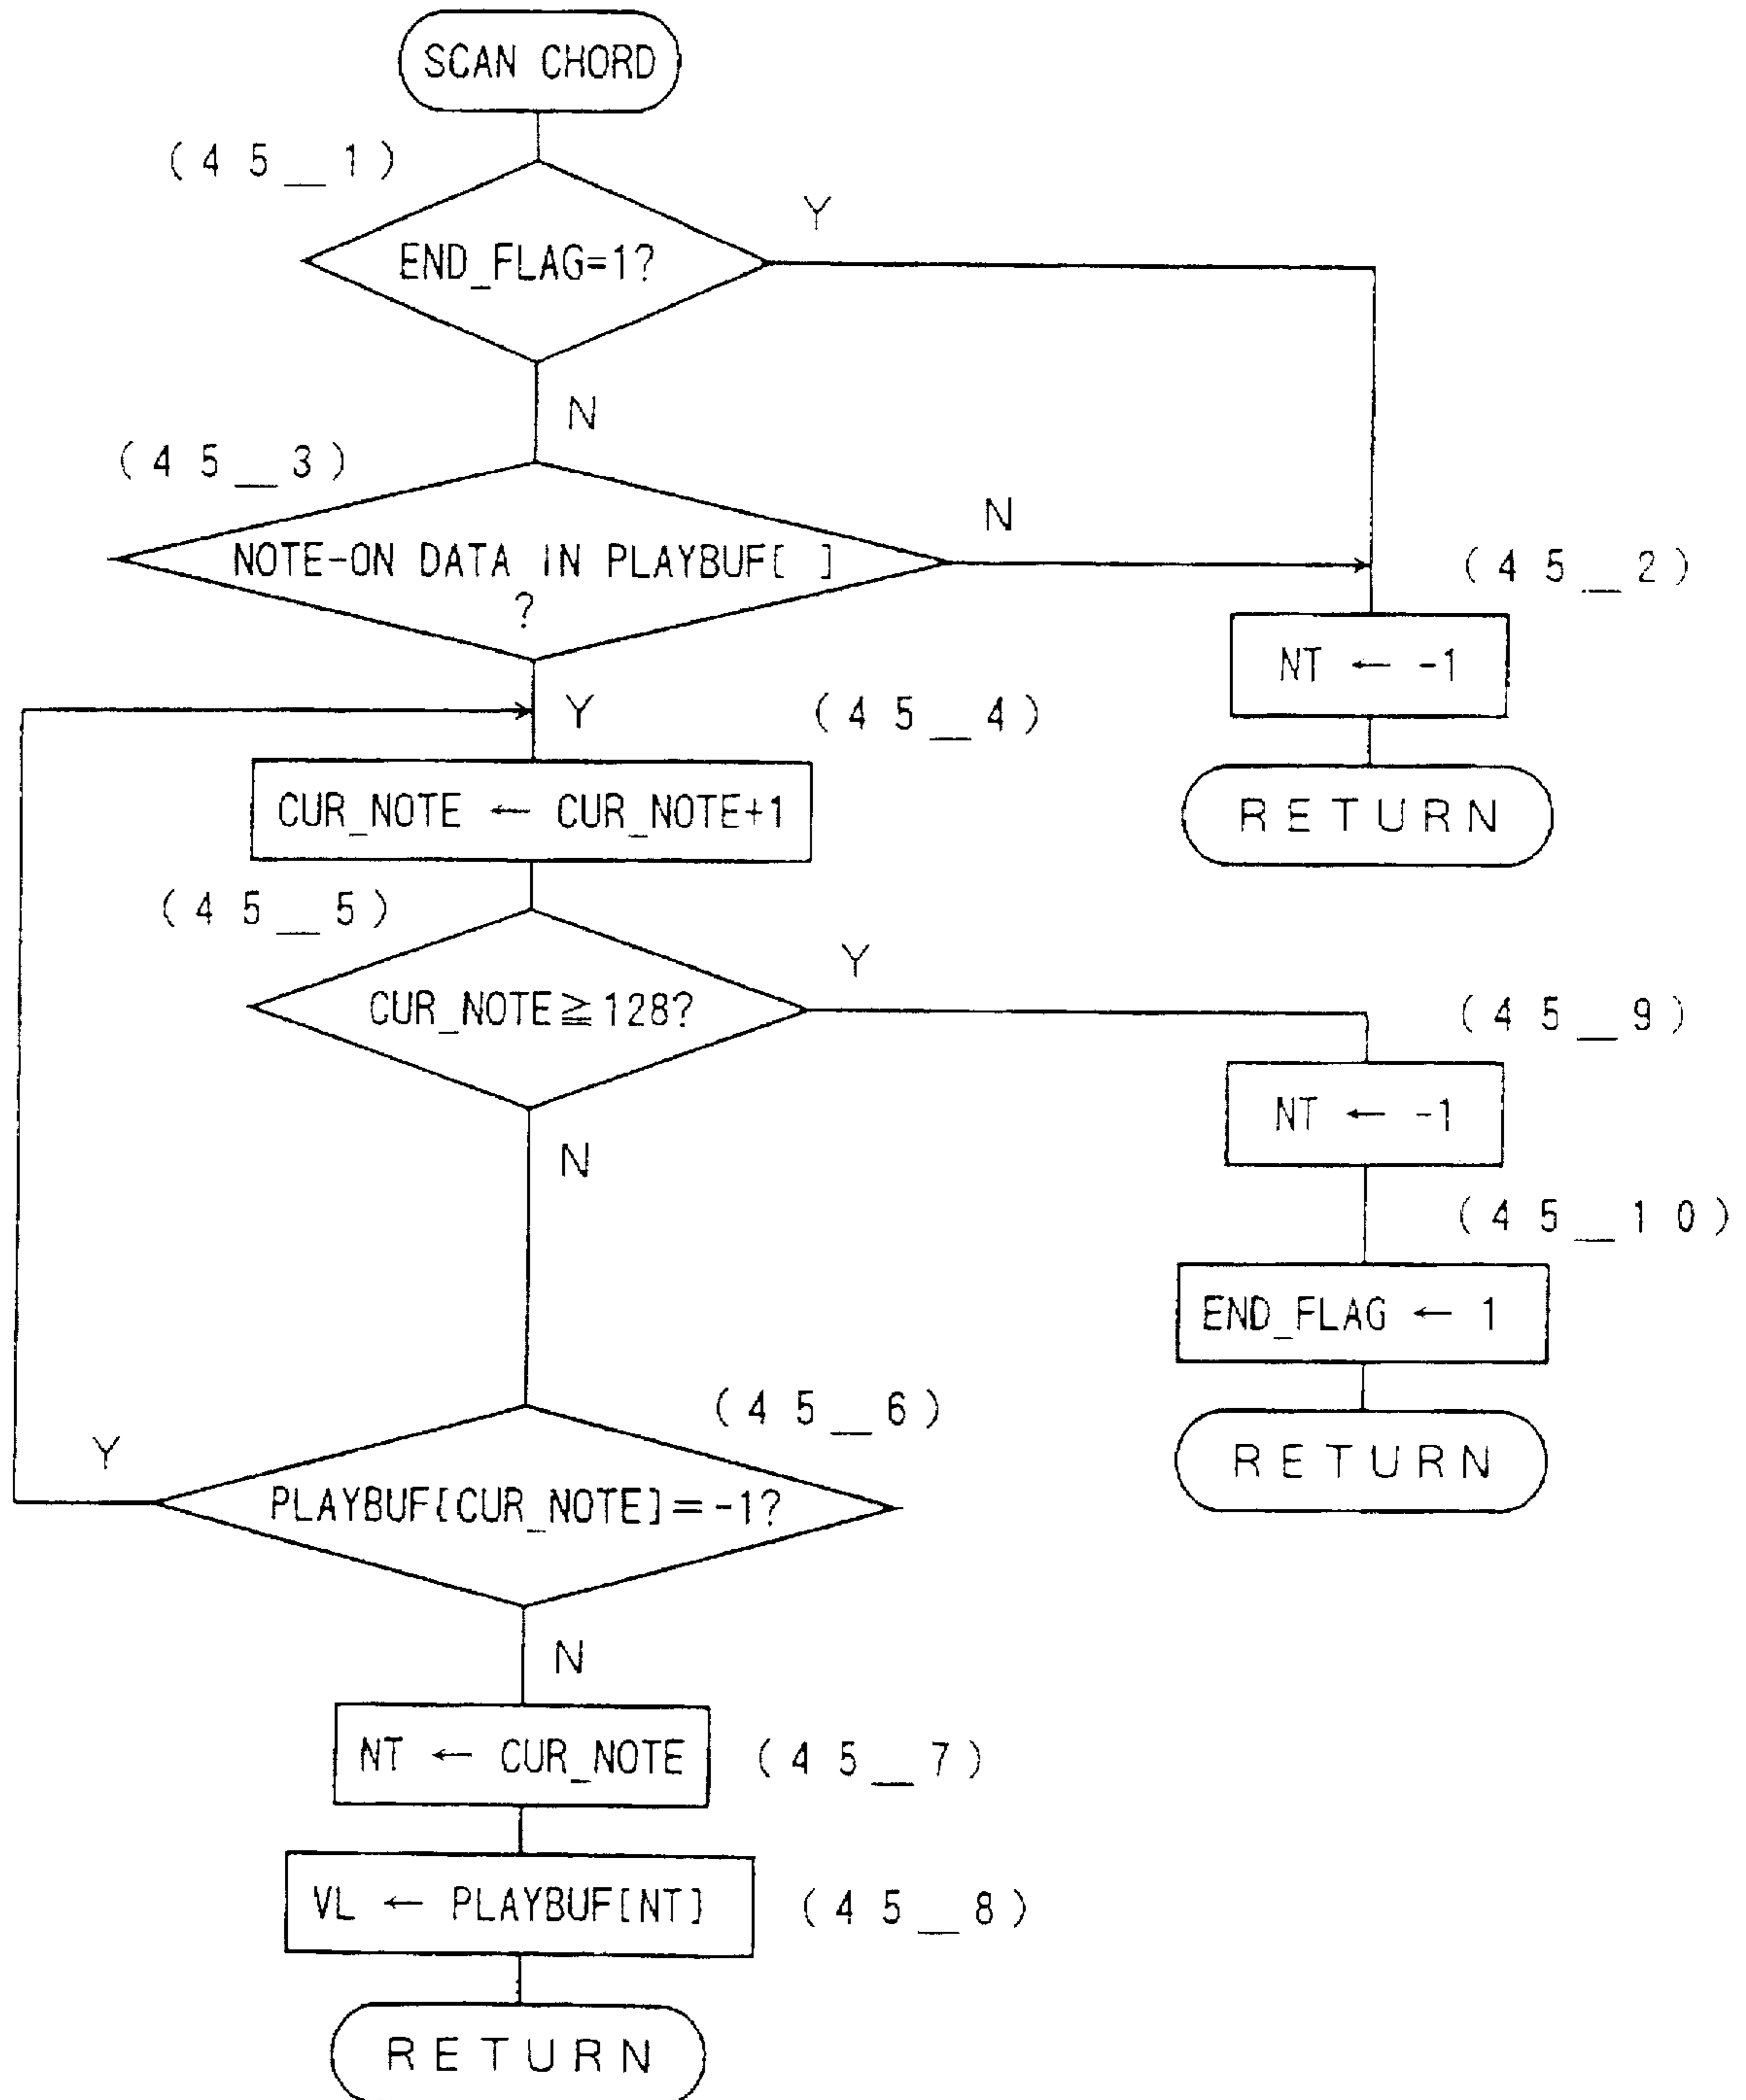 SCAN CHORD
(45_1)
Y
END_FLAG=1?
N
(45_3)
N
NOTE-ON DATA IN PLAYBUF[ ]
?
(45_2)
NT ← -1
Y
(45_4)
RETURN
CUR_NOTE ← CUR_NOTE+1
(45_5)
Y
CUR_NOTE≧128?
(45_9)
NT ← -1
N
(45_10)
END_FLAG ← 1
(45_6)
Y
RETURN
PLAYBUF[CUR_NOTE]=-1?
N
NT ← CUR_NOTE
(45_7)
VL ← PLAYBUF[NT]
(45_8)
RETURN